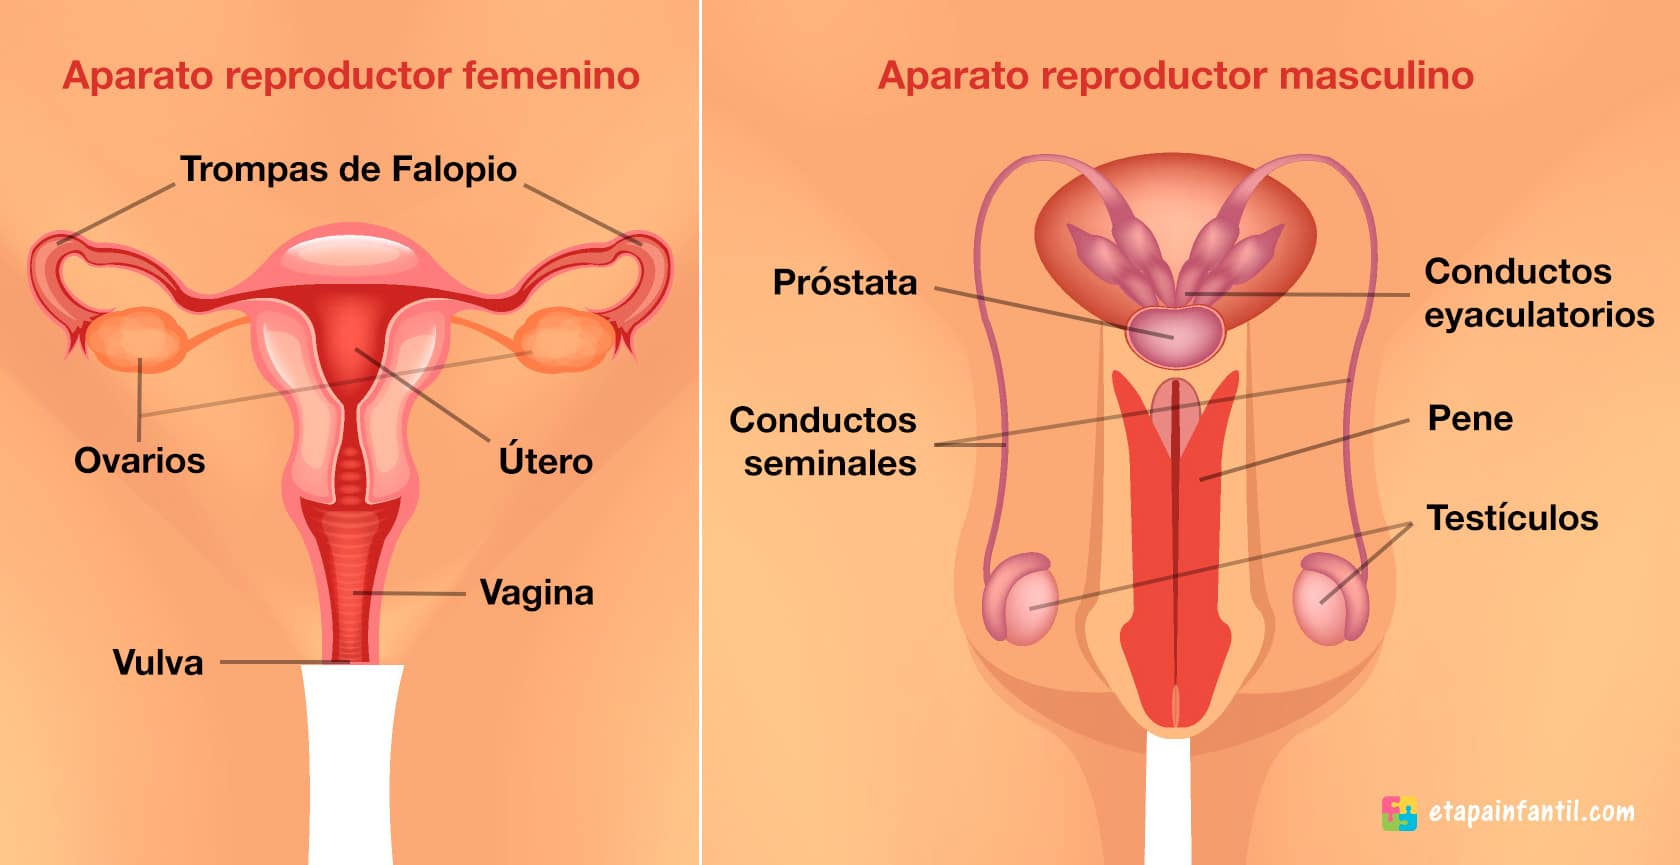 Aparato reproductor femenino
Trompas de Falopio
Ovarios
Útero
Vagina
Vulva
Aparato reproductor masculino
Próstata
Conductos
eyaculatorios
Conductos
seminales
Pene
Testículos
etapainfantil.com